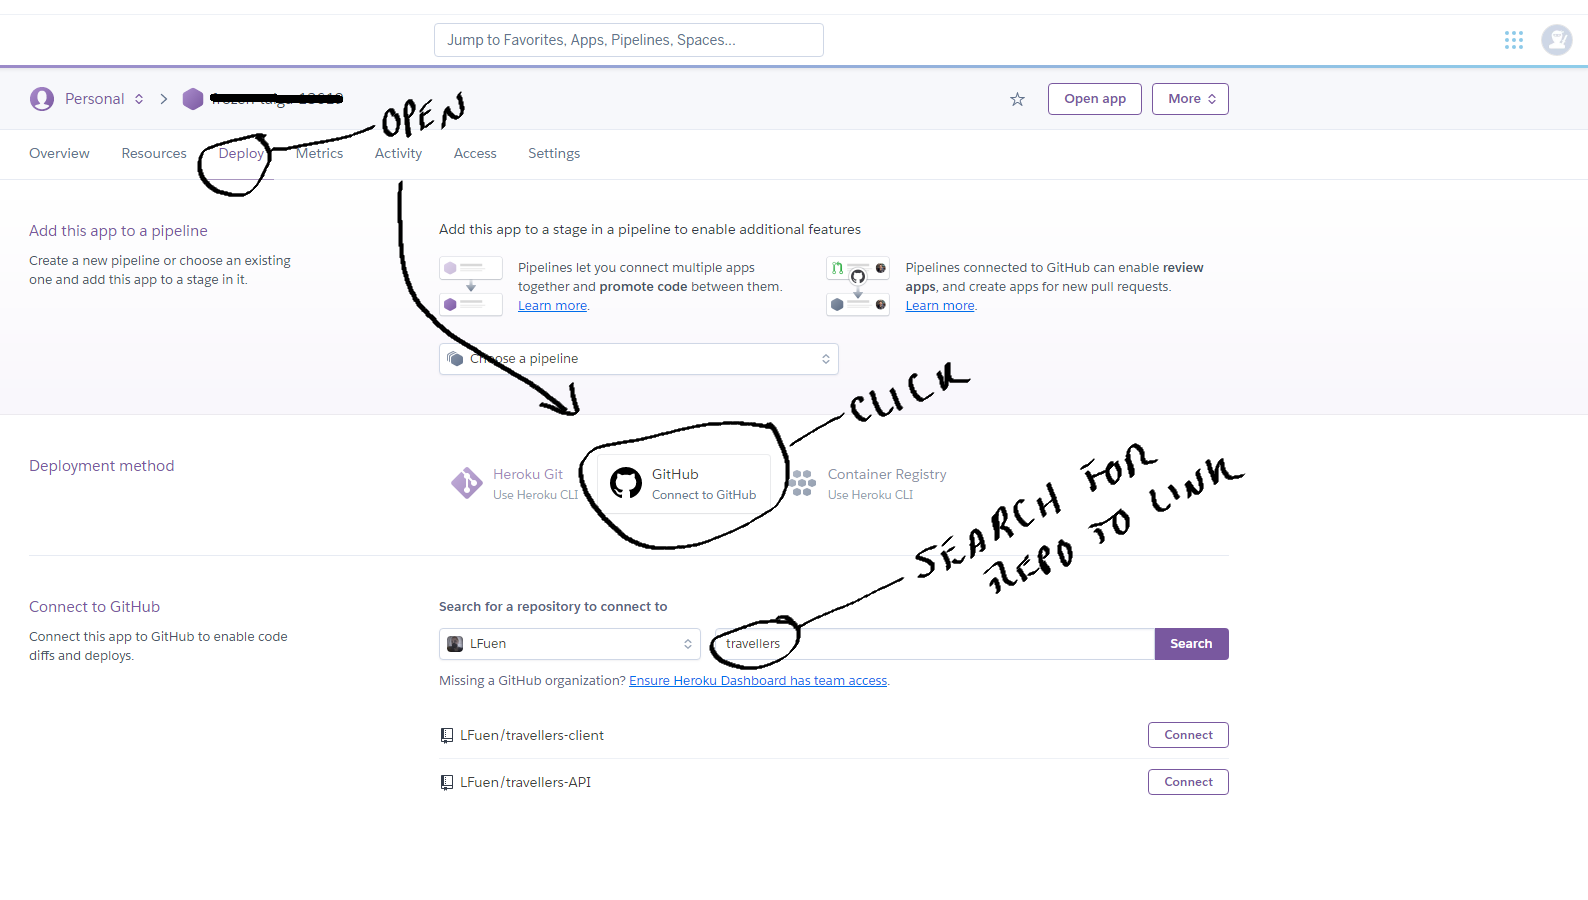 Jump to Favorites, Apps, Pipelines, Spaces...
Personal
Open app
More
OPEN
Overview
Resources
Deploy
Metrics
Activity
Access
Settings
Add this app to a pipeline
Create a new pipeline or choose an existing
one and add this app to a stage in it.
Add this app to a stage in a pipeline to enable additional features
Pipelines let you connect multiple apps
together and promote code between them.
Learn more.
Pipelines connected to GitHub can enable review
apps, and create apps for new pull requests.
Learn more.
Choose a pipeline
CLICK
Deployment method
Heroku Git
Use Heroku CLI
GitHub
Connect to GitHub
Container Registry
Use Heroku CLI
SEARCH FOR
REPO TO LINK
Connect to GitHub
Connect this app to GitHub to enable code
diffs and deploys.
Search for a repository to connect to
LFuen
travellers
Search
Missing a GitHub organization? Ensure Heroku Dashboard has team access.
LFuen/travellers-client
Connect
LFuen/travellers-API
Connect